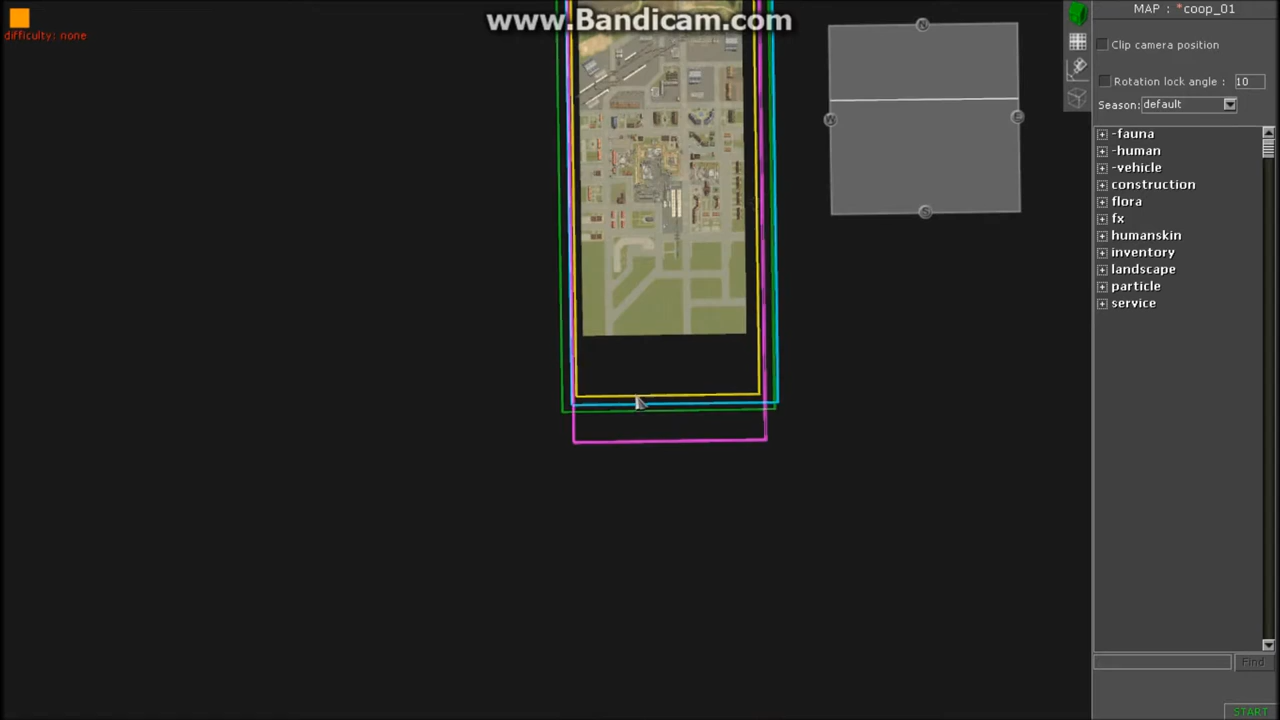 www.Bandicam.com
difficulty: none
N
W
E
S
MAP : *coop_01
Clip camera position
Rotation lock angle : 10
Season: default
-fauna
-human
-vehicle
construction
flora
fx
humanskin
inventory
landscape
particle
service
Find
START